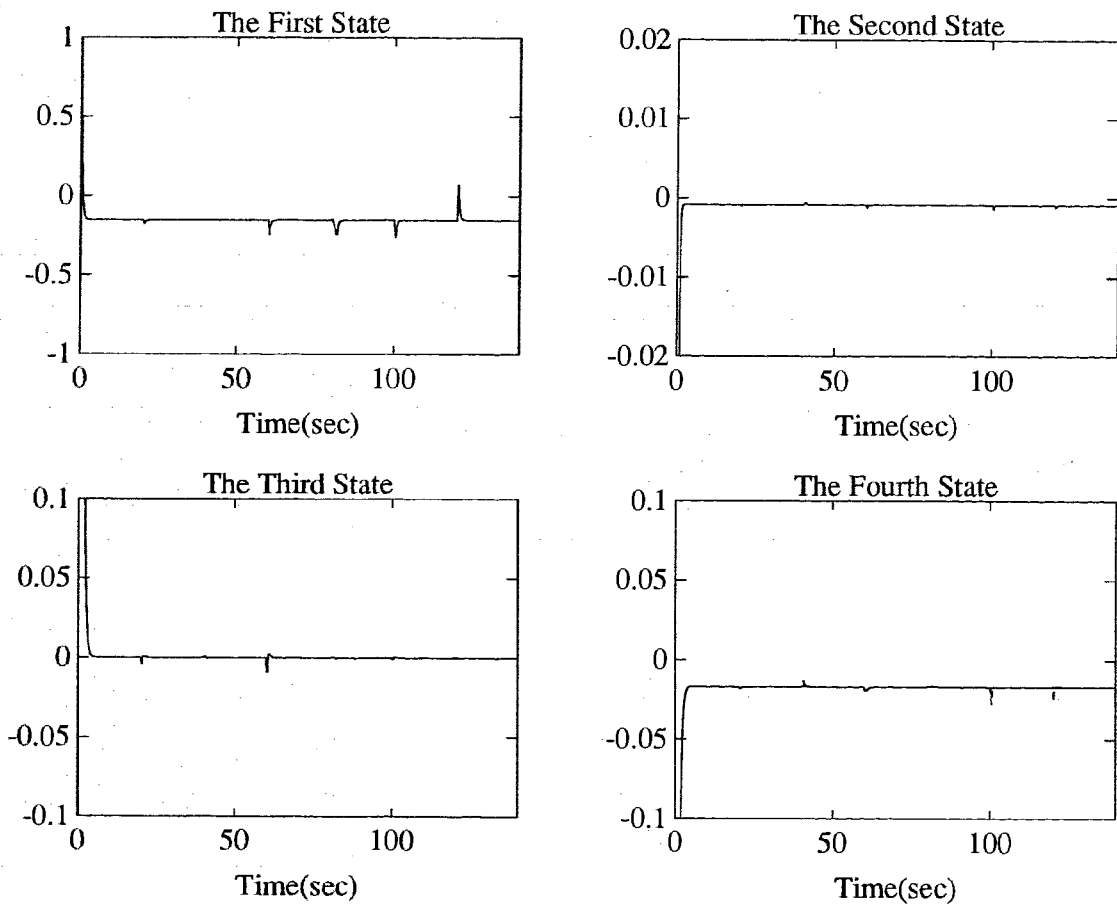 The First State
1
0.5
0
-0.5
-1
0 50 100
Time(sec)
The Second State
0.02
0.01
0
-0.01
-0.02
0 50 100
Time(sec)
The Third State
0.1
0.05
0
-0.05
-0.1
0 50 100
Time(sec)
The Fourth State
0.1
0.05
0
-0.05
-0.1
0 50 100
Time(sec)